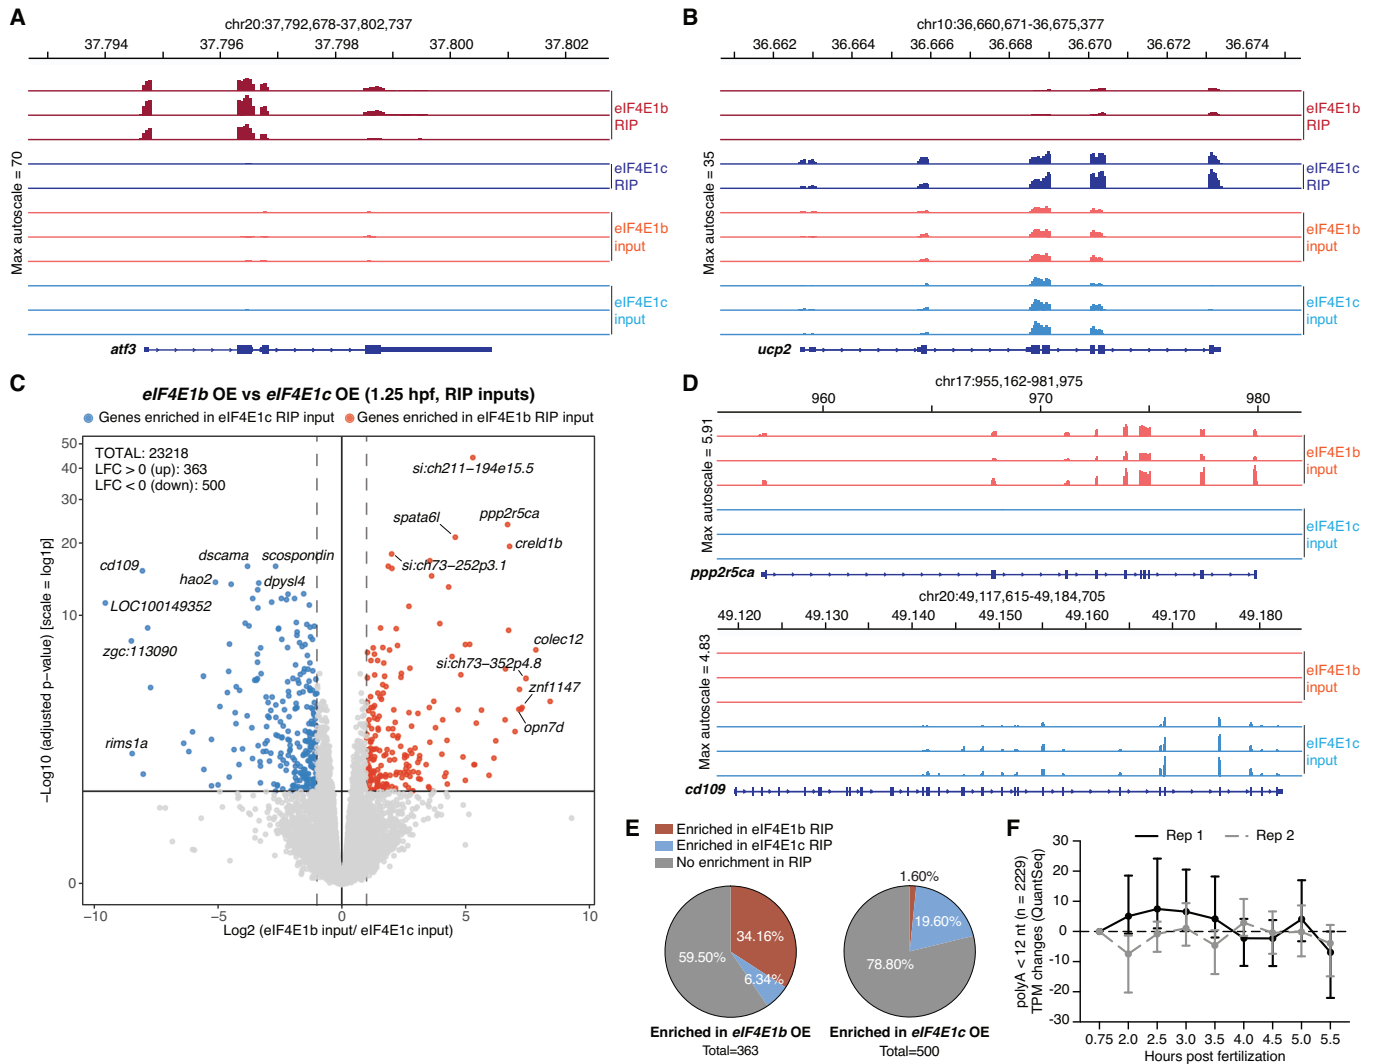 A
chr20:37,792,678-37,802,737
37.794 37.796 37.798 37.800 37.802
Max autoscale = 70
eIF4E1b
RIP
eIF4E1c
RIP
eIF4E1b
input
eIF4E1c
input
atf3
B
chr10:36,660,671-36,675,377
36.662 36.664 36.666 36.668 36.670 36.672 36.674
Max autoscale = 35
eIF4E1b
RIP
eIF4E1c
RIP
eIF4E1b
input
eIF4E1c
input
ucp2
C
eIF4E1b OE vs eIF4E1c OE (1.25 hpf, RIP inputs)
Genes enriched in eIF4E1c RIP input Genes enriched in eIF4E1b RIP input
−Log10 (adjusted p−value) [scale = log1p]
50
40
30
20
10
0
TOTAL: 23218
LFC > 0 (up): 363
LFC < 0 (down): 500
si:ch211−194e15.5
spata6l
ppp2r5ca
creld1b
si:ch73−252p3.1
cd109
dscama
scospondin
hao2
dpysl4
LOC100149352
zgc:113090
rims1a
colec12
si:ch73−352p4.8
znf1147
opn7d
−10 −5 0 5 10
Log2 (eIF4E1b input/ eIF4E1c input)
D
chr17:955,162-981,975
960 970 980
Max autoscale = 5.91
eIF4E1b
input
eIF4E1c
input
ppp2r5ca
chr20:49,117,615-49,184,705
49.120 49.130 49.140 49.150 49.160 49.170 49.180
Max autoscale = 4.83
eIF4E1b
input
eIF4E1c
input
cd109
E
Enriched in eIF4E1b RIP
Enriched in eIF4E1c RIP
No enrichment in RIP
34.16%
59.50%
6.34%
Enriched in eIF4E1b OE
Total=363
1.60%
19.60%
78.80%
Enriched in eIF4E1c OE
Total=500
F
Rep 1 Rep 2
polyA < 12 nt (n = 2229)
TPM changes (QuantSeq)
30
20
10
0
-10
-20
-30
0.75 2.0 2.5 3.0 3.5 4.0 4.5 5.0 5.5
Hours post fertilization